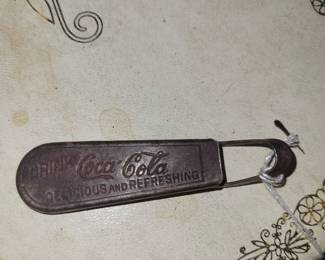 DRINK Coca-Cola
DELICIOUS AND REFRESHING